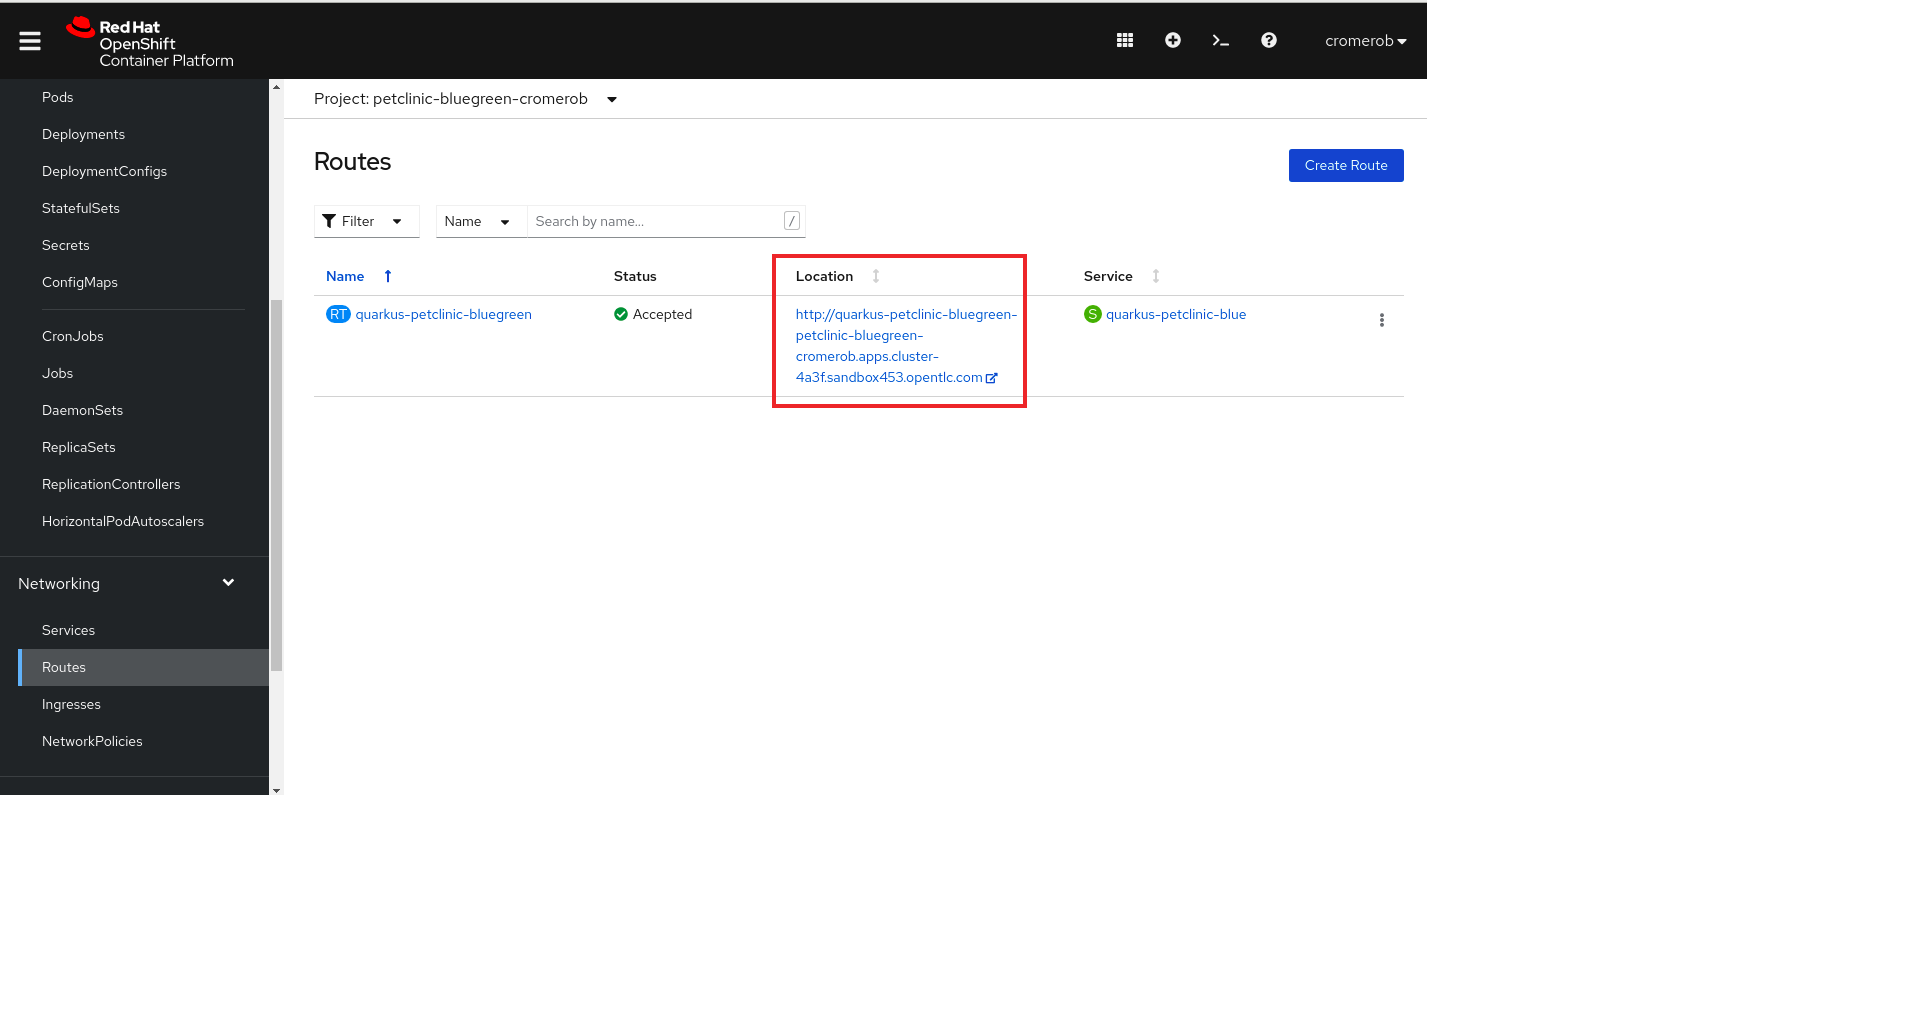 Red Hat
OpenShift
Container Platform
cromerob
Pods
Deployments
DeploymentConfigs
StatefulSets
Secrets
ConfigMaps
CronJobs
Jobs
DaemonSets
ReplicaSets
ReplicationControllers
HorizontalPodAutoscalers
Networking
Services
Routes
Ingresses
NetworkPolicies
Project: petclinic-bluegreen-cromerob
Routes
Create Route
Filter
Name
Search by name...
/
Name
Status
Location
Service
RT quarkus-petclinic-bluegreen
Accepted
http://quarkus-petclinic-bluegreen-
petclinic-bluegreen-
cromerob.apps.cluster-
4a3f.sandbox453.opentlc.com
S quarkus-petclinic-blue